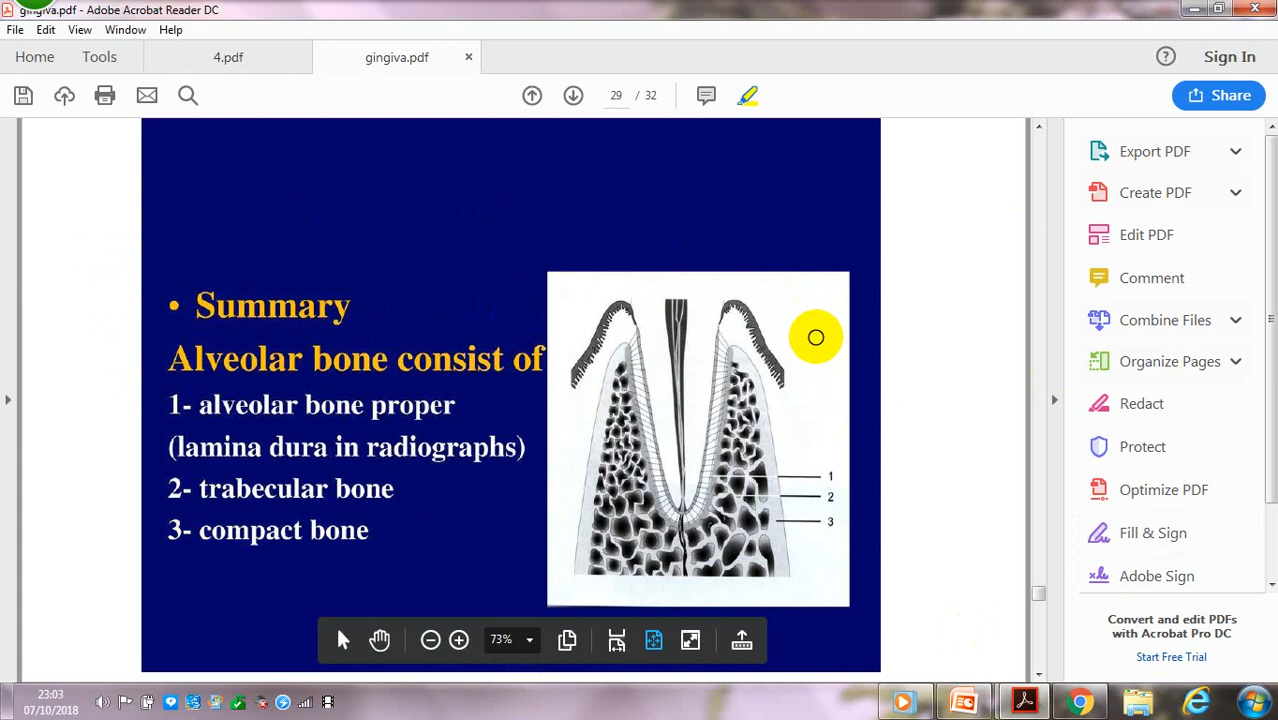 gingiva.pdf - Adobe Acrobat Reader DC
File Edit View Window Help
Home Tools 4.pdf gingiva.pdf × Sign In
29 / 32 Share
• Summary
Alveolar bone consist of
1- alveolar bone proper
(lamina dura in radiographs)
2- trabecular bone
3- compact bone
1
2
3
73%
Export PDF
Create PDF
Edit PDF
Comment
Combine Files
Organize Pages
Redact
Protect
Optimize PDF
Fill & Sign
Adobe Sign
Convert and edit PDFs
with Acrobat Pro DC
Start Free Trial
23:03
07/10/2018